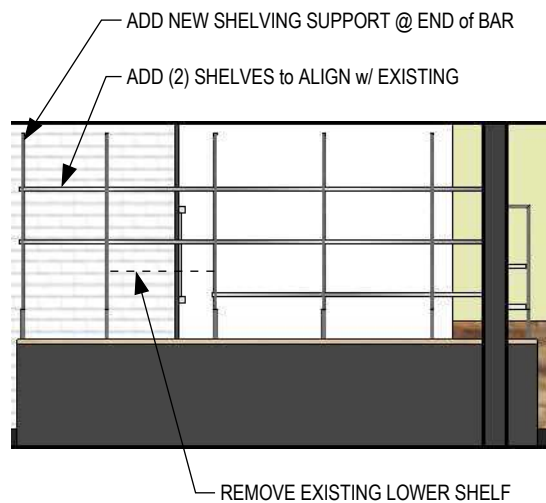 ADD NEW SHELVING SUPPORT @ END of BAR
ADD (2) SHELVES to ALIGN w/ EXISTING
REMOVE EXISTING LOWER SHELF